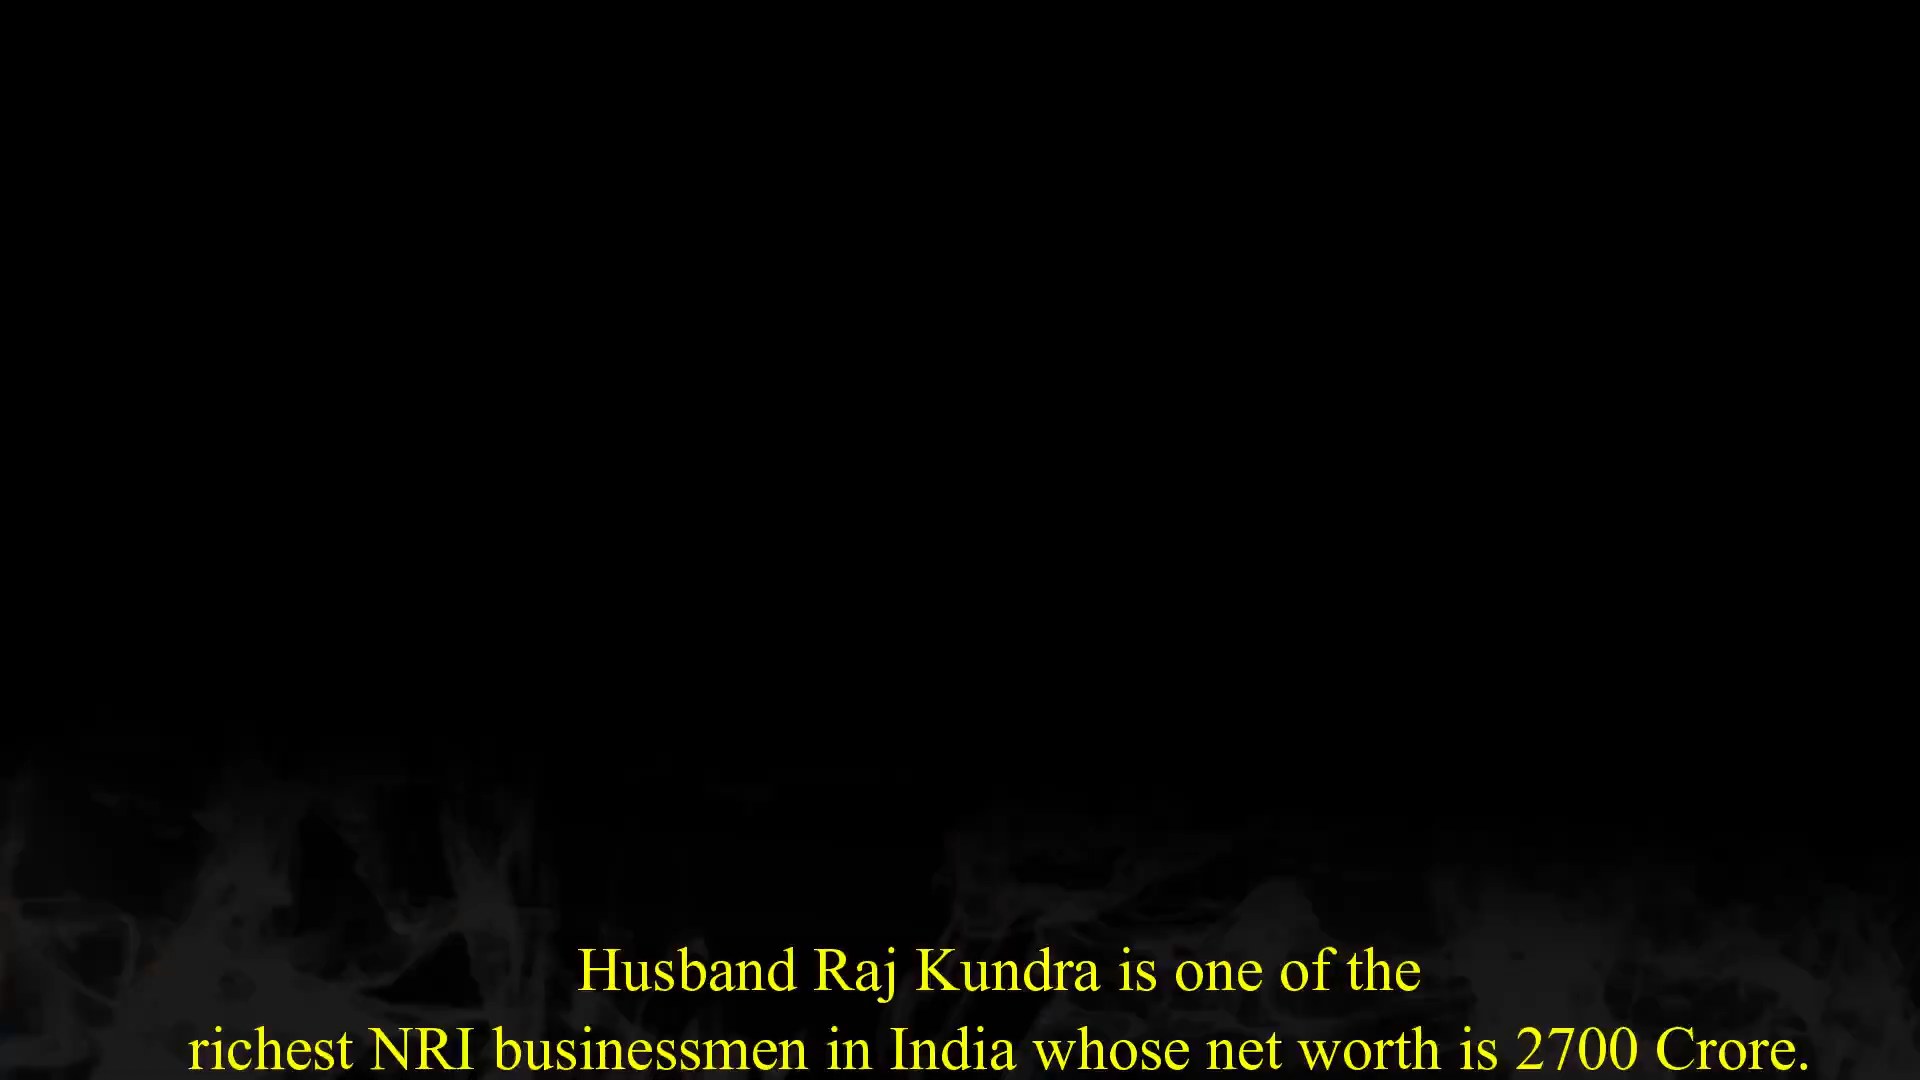 Husband Raj Kundra is one of the
richest NRI businessmen in India whose net worth is 2700 Crore.